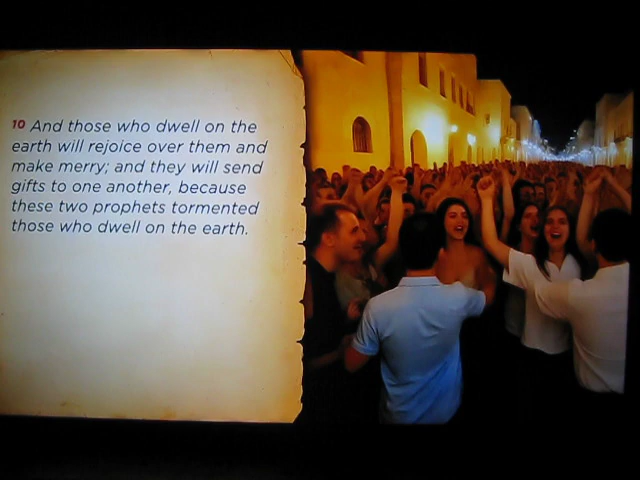 10 And those who dwell on the
earth will rejoice over them and
make merry; and they will send
gifts to one another, because
these two prophets tormented
those who dwell on the earth.